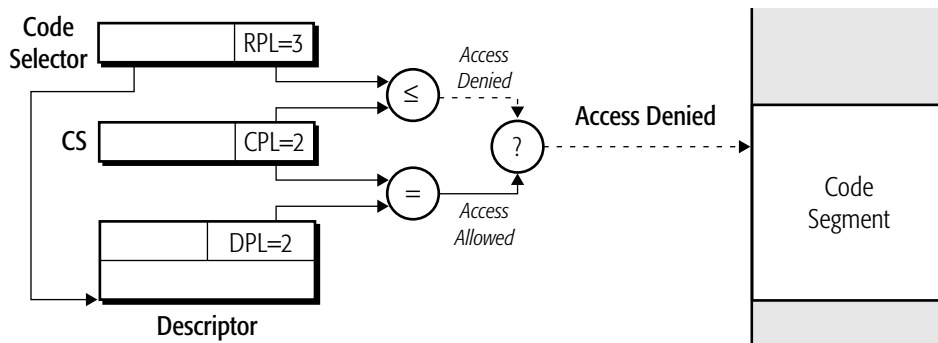 Code
Selector
RPL=3
Access
Denied
≤
CS
CPL=2
?
Access Denied
=
Access
Allowed
Code
Segment
DPL=2
Descriptor